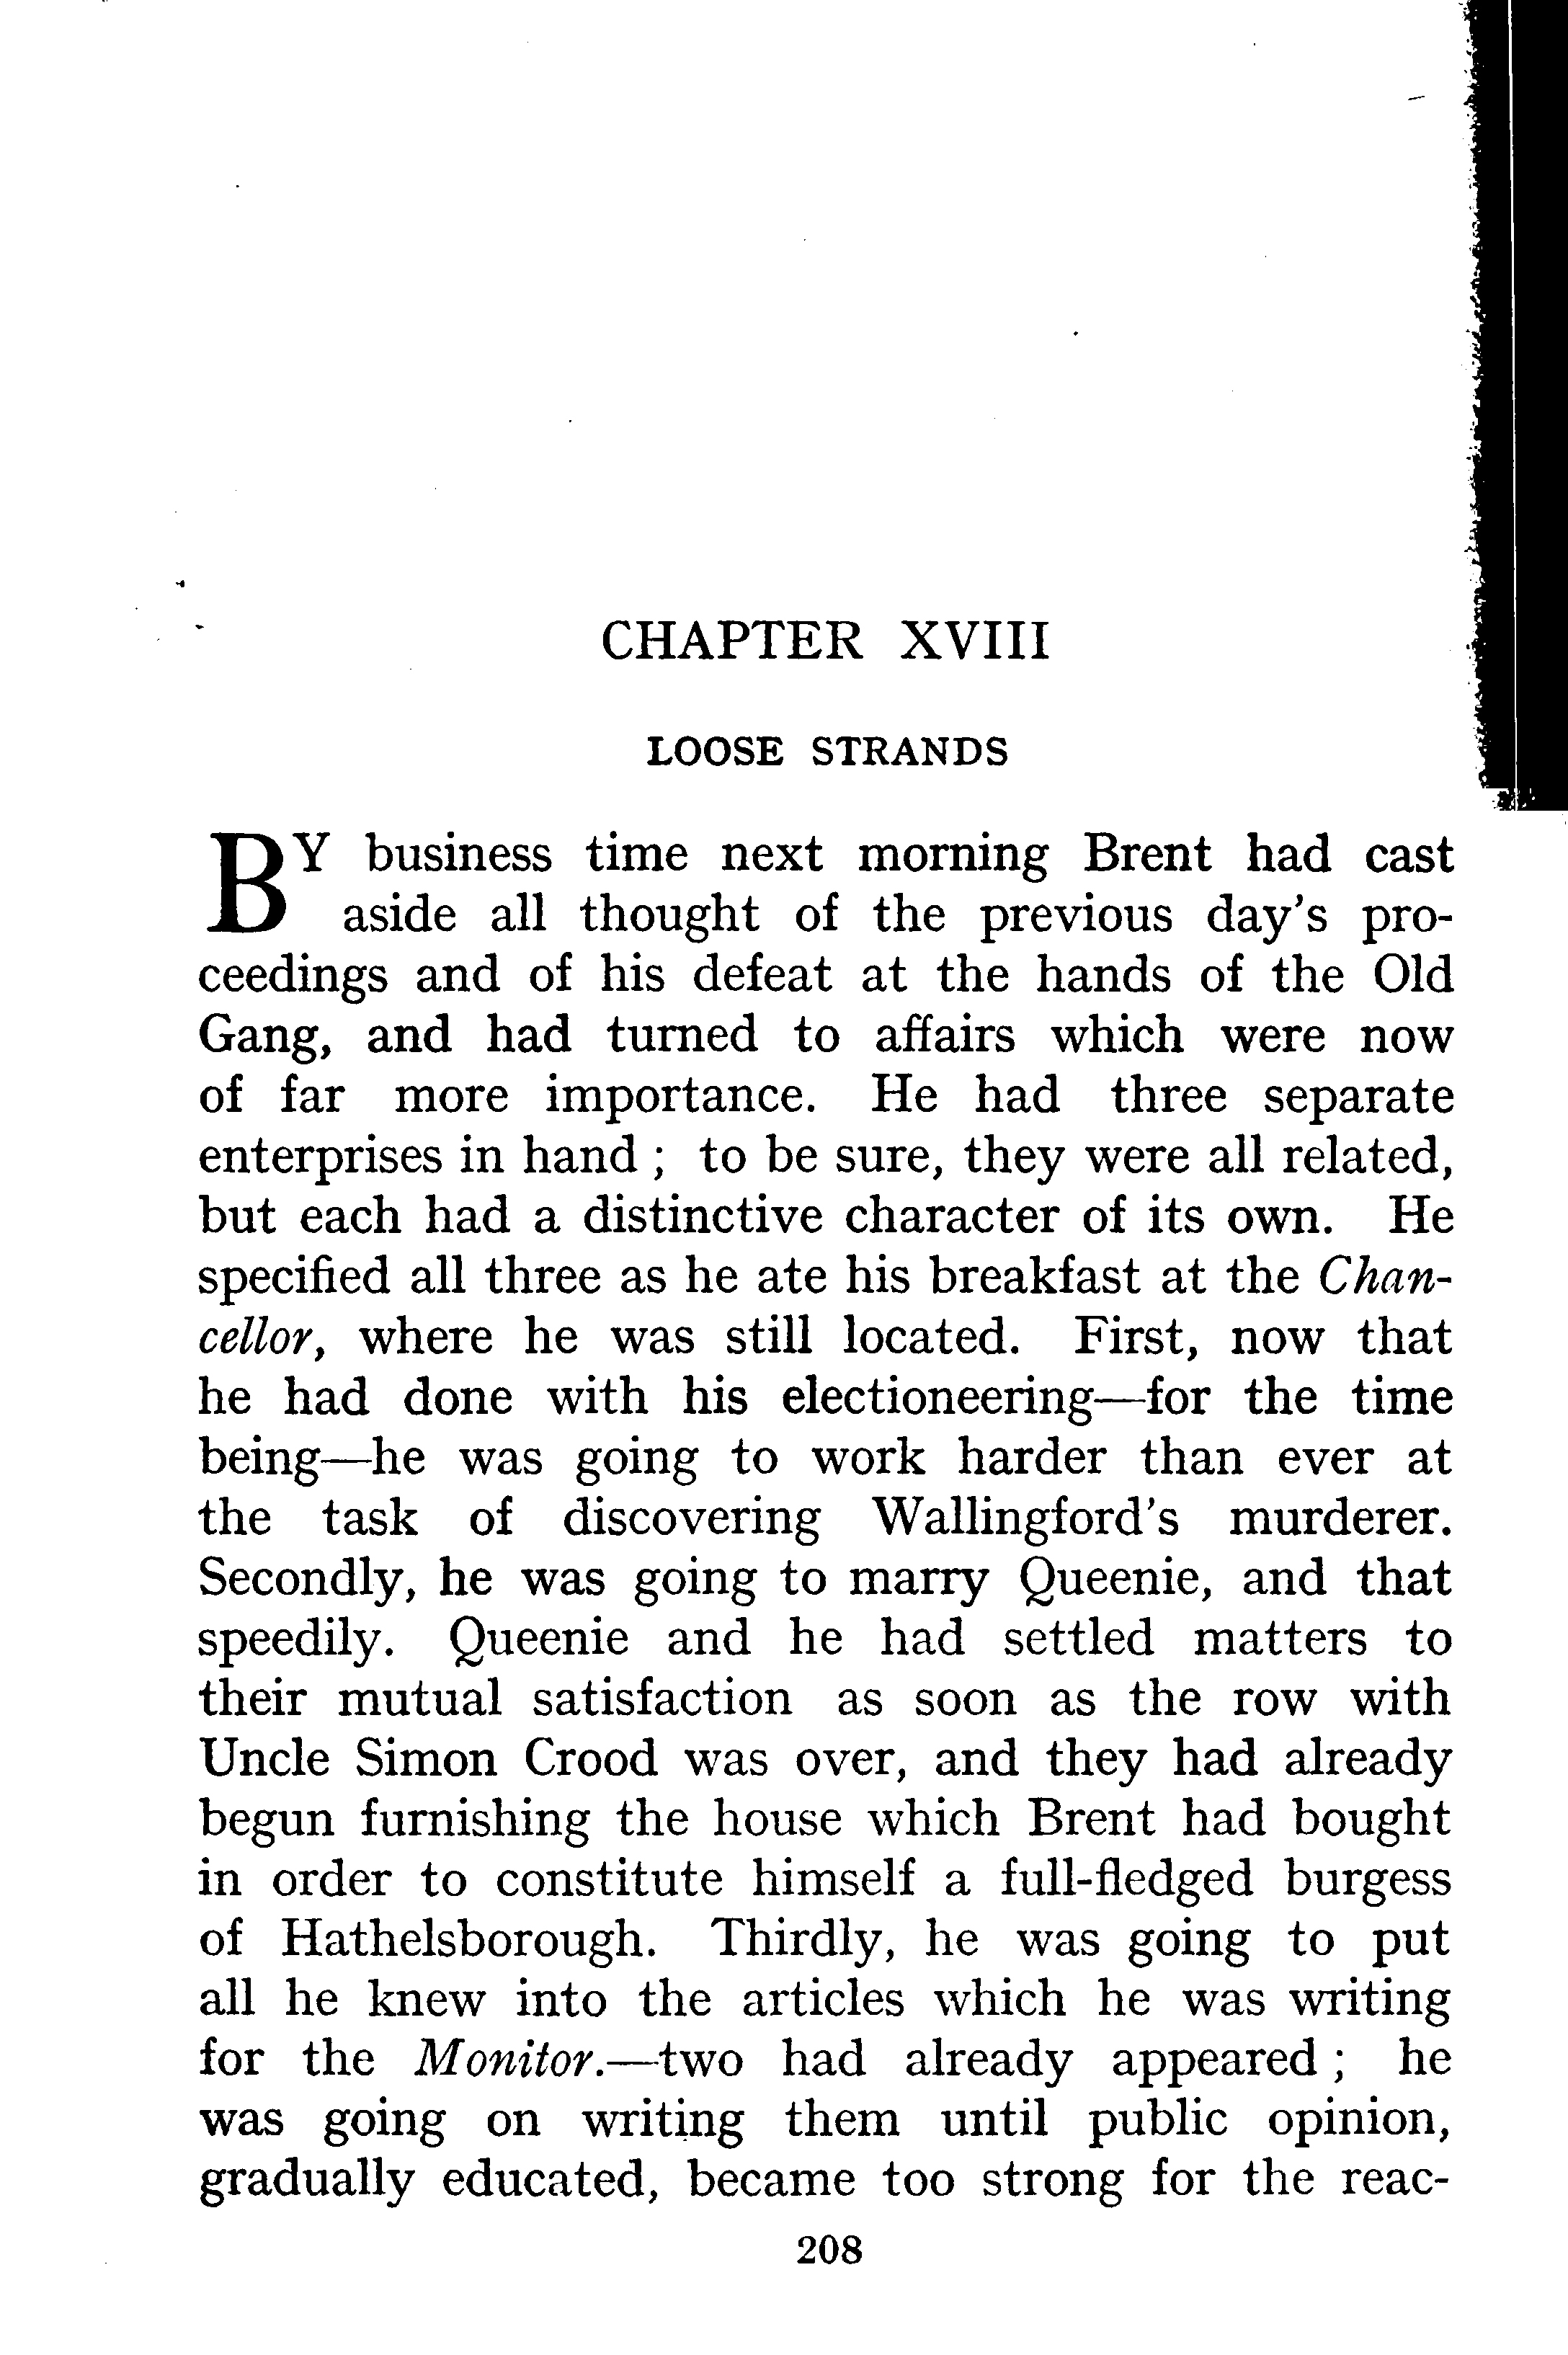 CHAPTER XVIII
LOOSE STRANDS
BY business time next morning Brent had cast
aside all thought of the previous day's pro-
ceedings and of his defeat at the hands of the Old
Gang, and had turned to affairs which were now
of far more importance. He had three separate
enterprises in hand ; to be sure, they were all related,
but each had a distinctive character of its own. He
specified all three as he ate his breakfast at the Chan-
cellor, where he was still located. First, now that
he had done with his electioneering—for the time
being—he was going to work harder than ever at
the task of discovering Wallingford's murderer.
Secondly, he was going to marry Queenie, and that
speedily. Queenie and he had settled matters to
their mutual satisfaction as soon as the row with
Uncle Simon Crood was over, and they had already
begun furnishing the house which Brent had bought
in order to constitute himself a full-fledged burgess
of Hathelsborough. Thirdly, he was going to put
all he knew into the articles which he was writing
for the Monitor.—two had already appeared ; he
was going on writing them until public opinion,
gradually educated, became too strong for the reac-
208